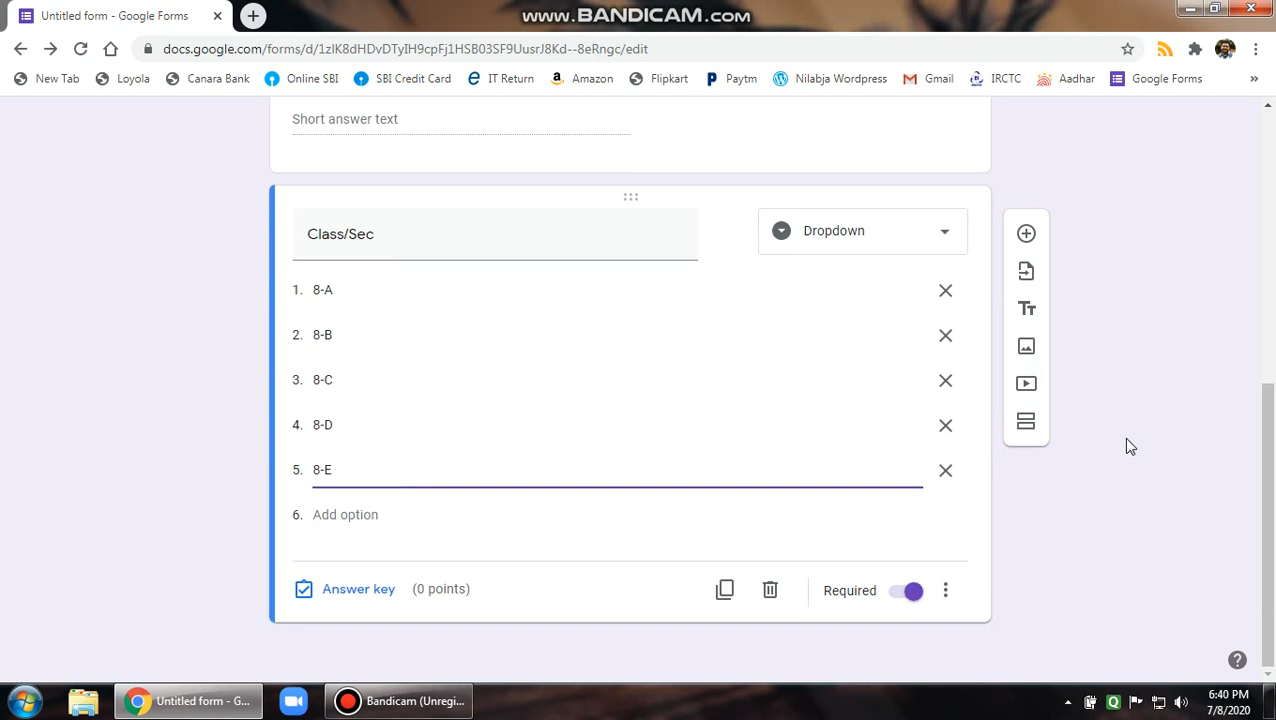 Untitled form - Google Forms
www.BANDICAM.com
docs.google.com/forms/d/1zIK8dHDvDTyIH9cpFj1HSB03SF9UusrJ8Kd--8eRngc/edit
New Tab Loyola Canara Bank Online SBI SBI Credit Card IT Return Amazon Flipkart Paytm Nilabja Wordpress Gmail IRCTC Aadhar Google Forms »
Short answer text
Class/Sec
Dropdown
1. 8-A
2. 8-B
3. 8-C
4. 8-D
5. 8-E
6. Add option
Answer key (0 points)
Required
Untitled form - G...
Bandicam (Unregi...
6:40 PM
7/8/2020